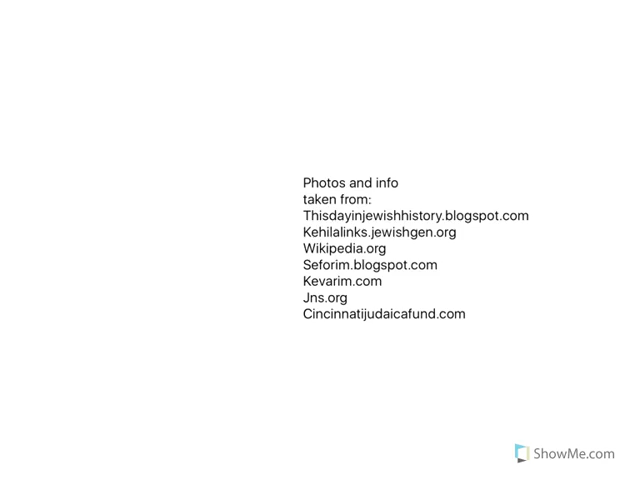 Photos and info
taken from:
Thisdayinjewishhistory.blogspot.com
Kehilalinks.jewishgen.org
Wikipedia.org
Seforim.blogspot.com
Kevarim.com
Jns.org
Cincinnatijudaicafund.com
ShowMe.com